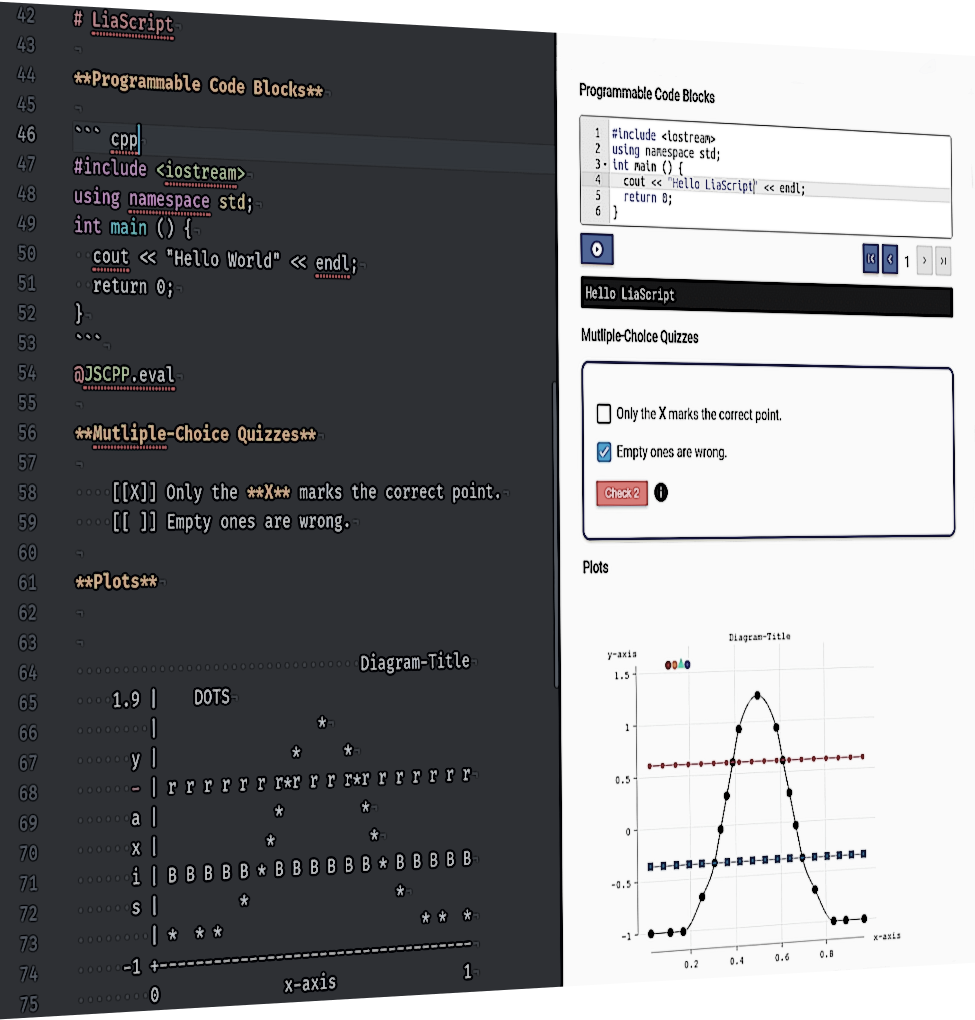 42 # LiaScript
43
44 **Programmable Code Blocks**
45
46 ``` cpp
47 #include <iostream>
48 using namespace std;
49 int main () {
50 cout << "Hello World" << endl;
51 return 0;
52 }
53 ```
54 @JSCPP.eval
55
56 **Mutliple-Choice Quizzes**
57
58 [[X]] Only the **X** marks the correct point.
59 [[ ]] Empty ones are wrong.
60
61 **Plots**
62
63
64 Diagram-Title
65 1.9 | DOTS
66 | *
67 y | * *
68 - | r r r r r r r*r r r r*r r r r r r r
69 a | * *
70 x | * *
71 i | B B B B B * B B B B B B * B B B B B
72 s | * *
73 | * * * * * *
74 -1 +------------------------------------
75 0 x-axis 1
Programmable Code Blocks
1 #include <iostream>
2 using namespace std;
3 int main () {
4 cout << "Hello LiaScript" << endl;
5 return 0;
6 }
1
Hello LiaScript
Mutliple-Choice Quizzes
Only the X marks the correct point.
Empty ones are wrong.
Check 2
Plots
Diagram-Title
y-axis
1.5
1
0.5
0
-0.5
-1
0.2 0.4 0.6 0.8
x-axis